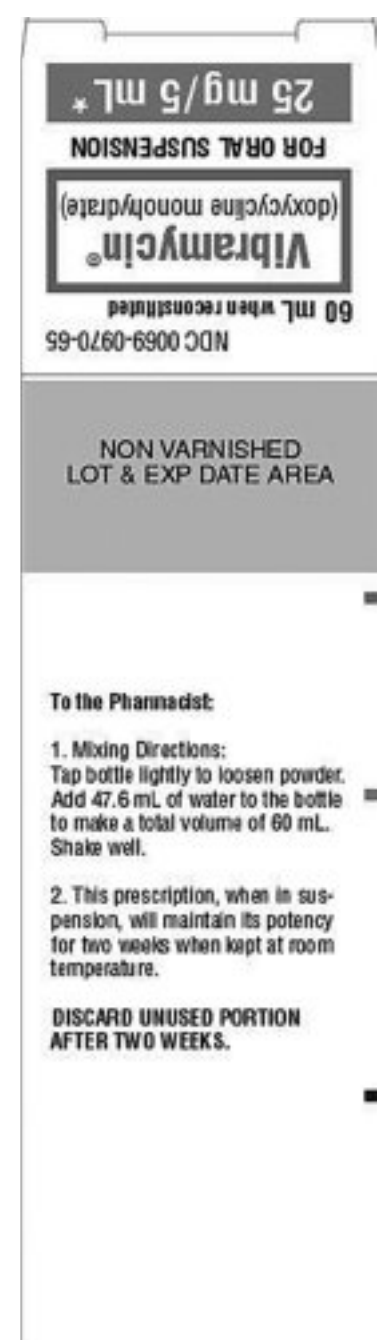 NDC 0069-0970-65
60 mL when reconstituted
Vibramycin®
(doxycycline monohydrate)
FOR ORAL SUSPENSION
25 mg/5 mL*
NON VARNISHED
LOT & EXP DATE AREA
To the Pharmacist:
1. Mixing Directions:
Tap bottle lightly to loosen powder.
Add 47.6 mL of water to the bottle
to make a total volume of 60 mL.
Shake well.
2. This prescription, when in sus-
pension, will maintain its potency
for two weeks when kept at room
temperature.
DISCARD UNUSED PORTION
AFTER TWO WEEKS.